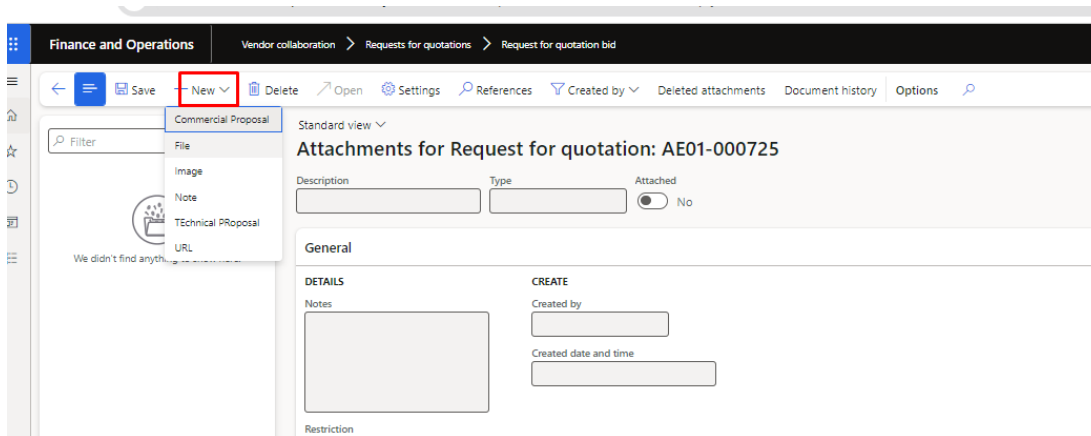 Finance and Operations Vendor collaboration > Requests for quotations > Request for quotation bid
Save + New Delete Open Settings References Created by Deleted attachments Document history Options
Commercial Proposal
File
Image
Note
TEchnical PRoposal
URL
Filter
We didn't find anything to show here.
Standard view
Attachments for Request for quotation: AE01-000725
Description Type Attached
No
General
DETAILS CREATE
Notes Created by
Created date and time
Restriction